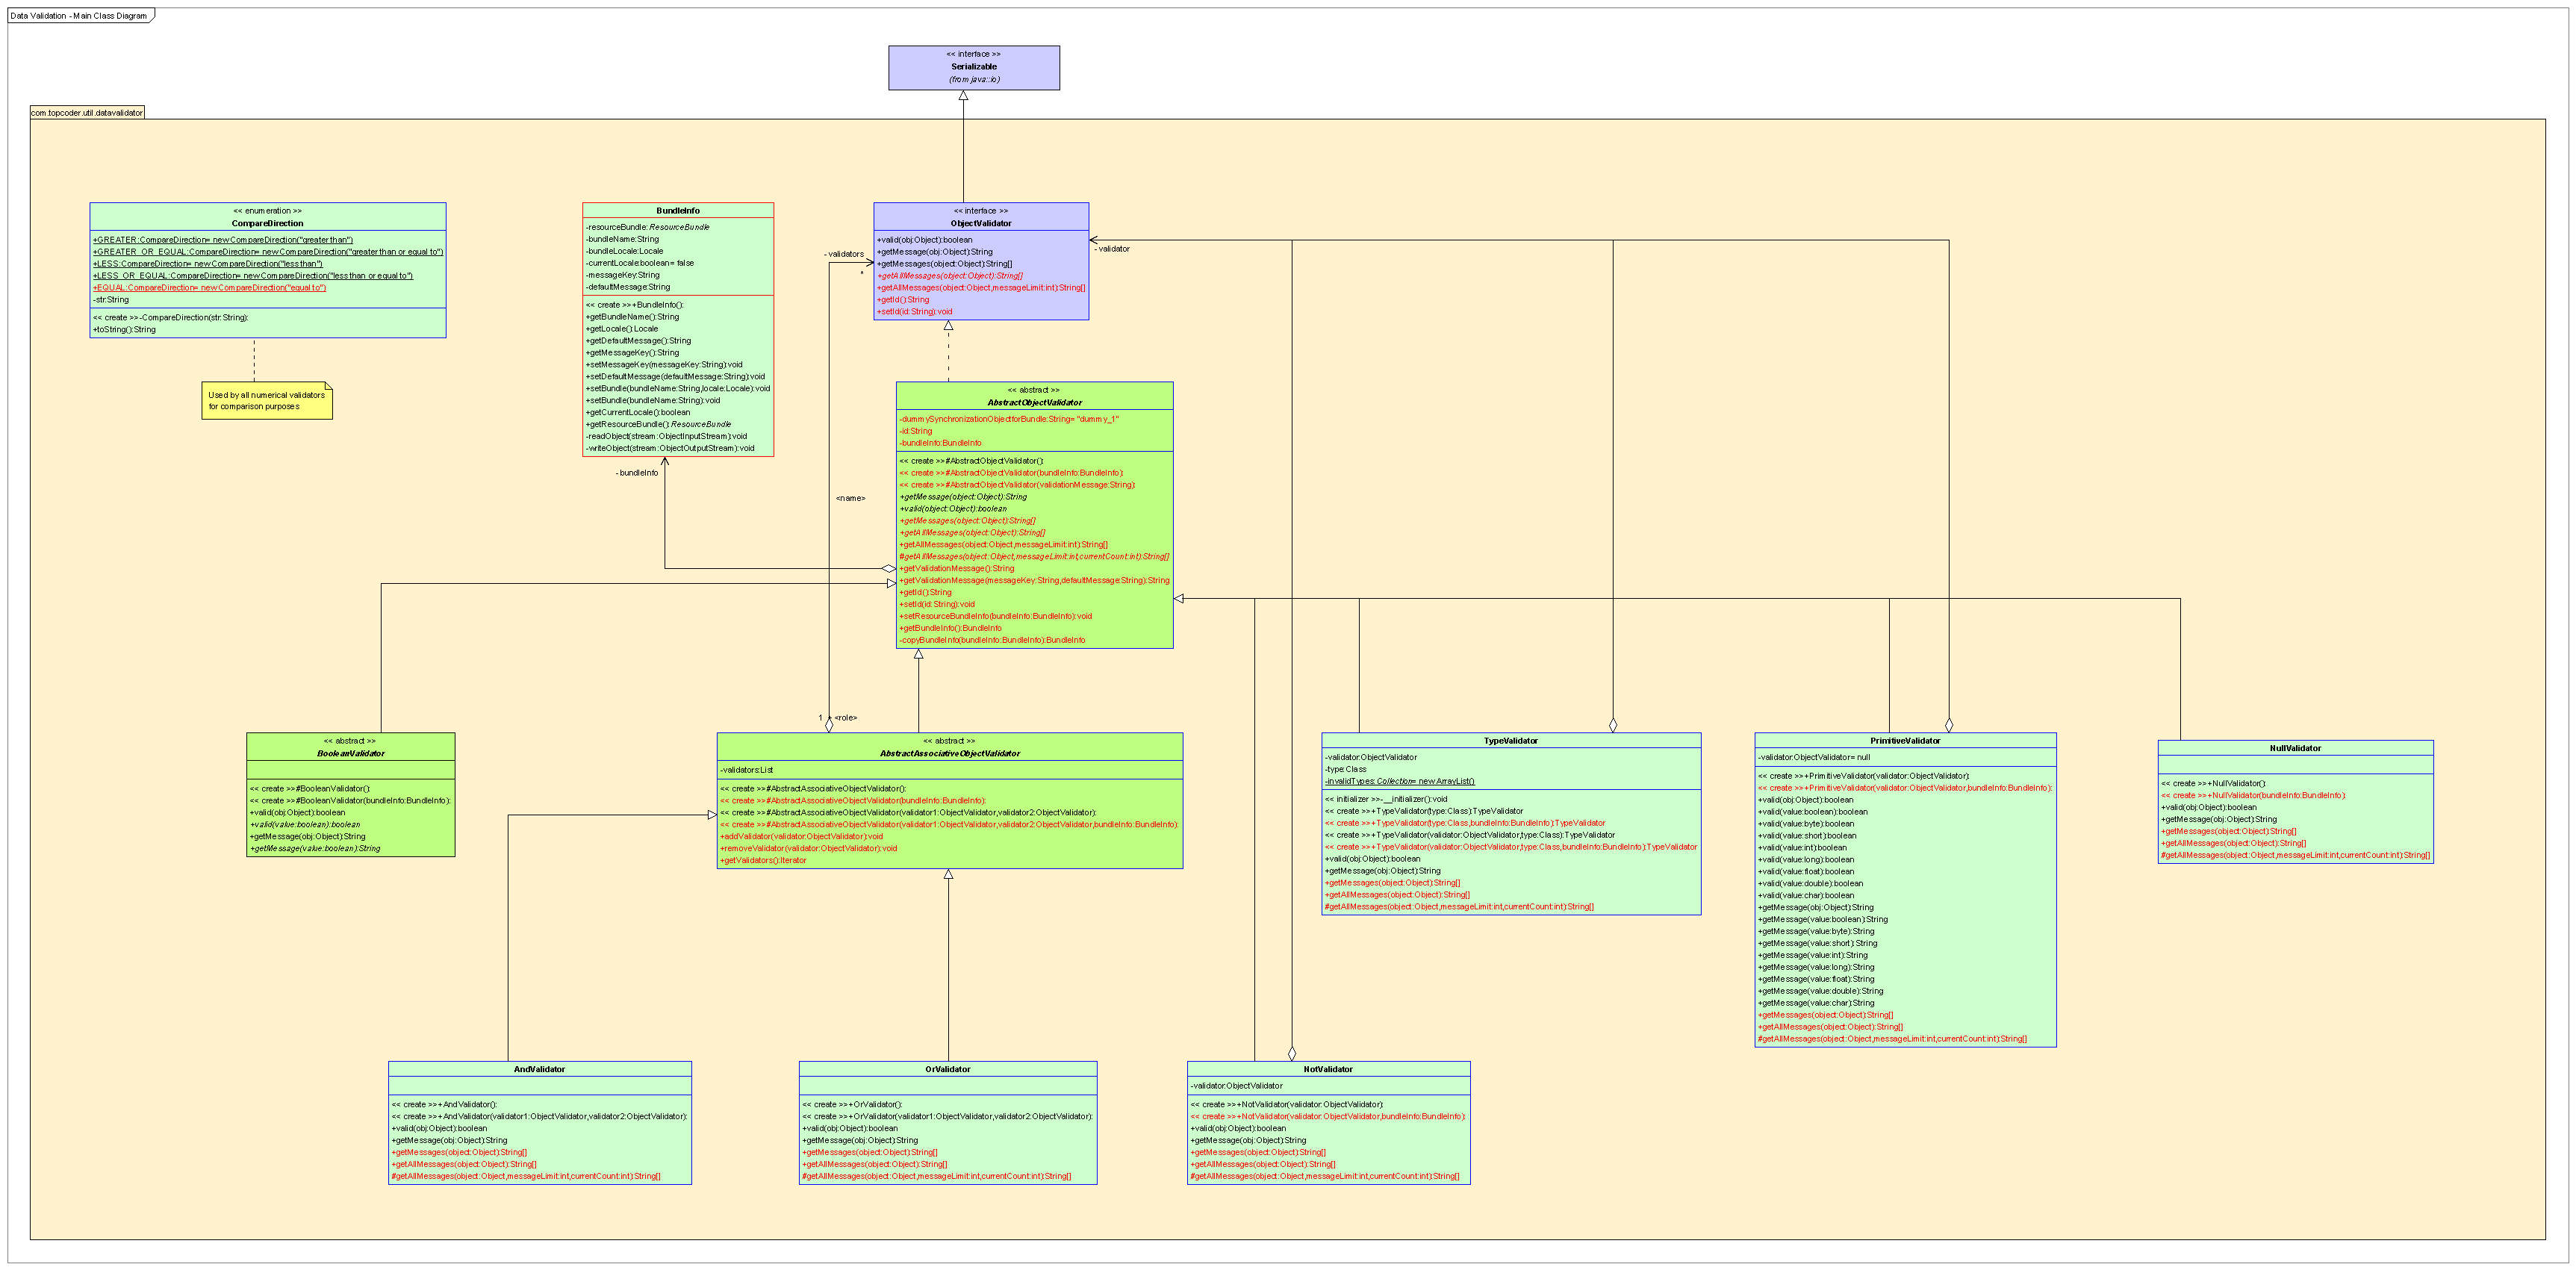 Data Validation - Main Class Diagram
<< interface >>
Serializable
(from java::io)
com.topcoder.util.datavalidator
<< enumeration >>
CompareDirection
+GREATER:CompareDirection= new CompareDirection("greater than")
+GREATER_OR_EQUAL:CompareDirection= new CompareDirection("greater than or equal to")
+LESS:CompareDirection= new CompareDirection("less than")
+LESS_OR_EQUAL:CompareDirection= new CompareDirection("less than or equal to")
+EQUAL:CompareDirection= new CompareDirection("equal to")
-str:String
<< create >>-CompareDirection(str:String):
+toString():String
Used by all numerical validators
for comparison purposes
BundleInfo
-resourceBundle: ResourceBundle
-bundleName:String
-bundleLocale:Locale
-currentLocale:boolean= false
-messageKey:String
-defaultMessage:String
<< create >>+BundleInfo():
+getBundleName():String
+getLocale():Locale
+getDefaultMessage():String
+getMessageKey():String
+setMessageKey(messageKey:String):void
+setDefaultMessage(defaultMessage:String):void
+setBundle(bundleName:String,locale:Locale):void
+setBundle(bundleName:String):void
+getCurrentLocale():boolean
+getResourceBundle(): ResourceBundle
-readObject(stream:ObjectInputStream):void
-writeObject(stream:ObjectOutputStream):void
- bundleInfo
<< interface >>
ObjectValidator
+valid(obj:Object):boolean
+getMessage(obj:Object):String
+getMessages(object:Object):String[]
+getAllMessages(object:Object):String[]
+getAllMessages(object:Object,messageLimit:int):String[]
+getId():String
+setId(id:String):void
- validators
*
- validator
<name>
1
+ <role>
<< abstract >>
AbstractObjectValidator
-dummySynchronizationObjectforBundle:String= "dummy_1"
-id:String
-bundleInfo:BundleInfo
<< create >>#AbstractObjectValidator():
<< create >>#AbstractObjectValidator(bundleInfo:BundleInfo):
<< create >>#AbstractObjectValidator(validationMessage:String):
+getMessage(object:Object):String
+valid(object:Object):boolean
+getMessages(object:Object):String[]
+getAllMessages(object:Object):String[]
+getAllMessages(object:Object,messageLimit:int):String[]
#getAllMessages(object:Object,messageLimit:int,currentCount:int):String[]
+getValidationMessage():String
+getValidationMessage(messageKey:String,defaultMessage:String):String
+getId():String
+setId(id:String):void
+setResourceBundleInfo(bundleInfo:BundleInfo):void
+getBundleInfo():BundleInfo
-copyBundleInfo(bundleInfo:BundleInfo):BundleInfo
<< abstract >>
BooleanValidator
<< create >>#BooleanValidator():
<< create >>#BooleanValidator(bundleInfo:BundleInfo):
+valid(obj:Object):boolean
+valid(value:boolean):boolean
+getMessage(obj:Object):String
+getMessage(value:boolean):String
<< abstract >>
AbstractAssociativeObjectValidator
-validators:List
<< create >>#AbstractAssociativeObjectValidator():
<< create >>#AbstractAssociativeObjectValidator(bundleInfo:BundleInfo):
<< create >>#AbstractAssociativeObjectValidator(validator1:ObjectValidator,validator2:ObjectValidator):
<< create >>#AbstractAssociativeObjectValidator(validator1:ObjectValidator,validator2:ObjectValidator,bundleInfo:BundleInfo):
+addValidator(validator:ObjectValidator):void
+removeValidator(validator:ObjectValidator):void
+getValidators():Iterator
TypeValidator
-validator:ObjectValidator
-type:Class
-invalidTypes: Collection= new ArrayList()
<< initializer >>-__initializer():void
<< create >>+TypeValidator(type:Class):TypeValidator
<< create >>+TypeValidator(type:Class,bundleInfo:BundleInfo):TypeValidator
<< create >>+TypeValidator(validator:ObjectValidator,type:Class):TypeValidator
<< create >>+TypeValidator(validator:ObjectValidator,type:Class,bundleInfo:BundleInfo):TypeValidator
+valid(obj:Object):boolean
+getMessage(obj:Object):String
+getMessages(object:Object):String[]
+getAllMessages(object:Object):String[]
#getAllMessages(object:Object,messageLimit:int,currentCount:int):String[]
PrimitiveValidator
-validator:ObjectValidator= null
<< create >>+PrimitiveValidator(validator:ObjectValidator):
<< create >>+PrimitiveValidator(validator:ObjectValidator,bundleInfo:BundleInfo):
+valid(obj:Object):boolean
+valid(value:boolean):boolean
+valid(value:byte):boolean
+valid(value:short):boolean
+valid(value:int):boolean
+valid(value:long):boolean
+valid(value:float):boolean
+valid(value:double):boolean
+valid(value:char):boolean
+getMessage(obj:Object):String
+getMessage(value:boolean):String
+getMessage(value:byte):String
+getMessage(value:short):String
+getMessage(value:int):String
+getMessage(value:long):String
+getMessage(value:float):String
+getMessage(value:double):String
+getMessage(value:char):String
+getMessages(object:Object):String[]
+getAllMessages(object:Object):String[]
#getAllMessages(object:Object,messageLimit:int,currentCount:int):String[]
NullValidator
<< create >>+NullValidator():
<< create >>+NullValidator(bundleInfo:BundleInfo):
+valid(obj:Object):boolean
+getMessage(obj:Object):String
+getMessages(object:Object):String[]
+getAllMessages(object:Object):String[]
#getAllMessages(object:Object,messageLimit:int,currentCount:int):String[]
AndValidator
<< create >>+AndValidator():
<< create >>+AndValidator(validator1:ObjectValidator,validator2:ObjectValidator):
+valid(obj:Object):boolean
+getMessage(obj:Object):String
+getMessages(object:Object):String[]
+getAllMessages(object:Object):String[]
#getAllMessages(object:Object,messageLimit:int,currentCount:int):String[]
OrValidator
<< create >>+OrValidator():
<< create >>+OrValidator(validator1:ObjectValidator,validator2:ObjectValidator):
+valid(obj:Object):boolean
+getMessage(obj:Object):String
+getMessages(object:Object):String[]
+getAllMessages(object:Object):String[]
#getAllMessages(object:Object,messageLimit:int,currentCount:int):String[]
NotValidator
-validator:ObjectValidator
<< create >>+NotValidator(validator:ObjectValidator):
<< create >>+NotValidator(validator:ObjectValidator,bundleInfo:BundleInfo):
+valid(obj:Object):boolean
+getMessage(obj:Object):String
+getMessages(object:Object):String[]
+getAllMessages(object:Object):String[]
#getAllMessages(object:Object,messageLimit:int,currentCount:int):String[]